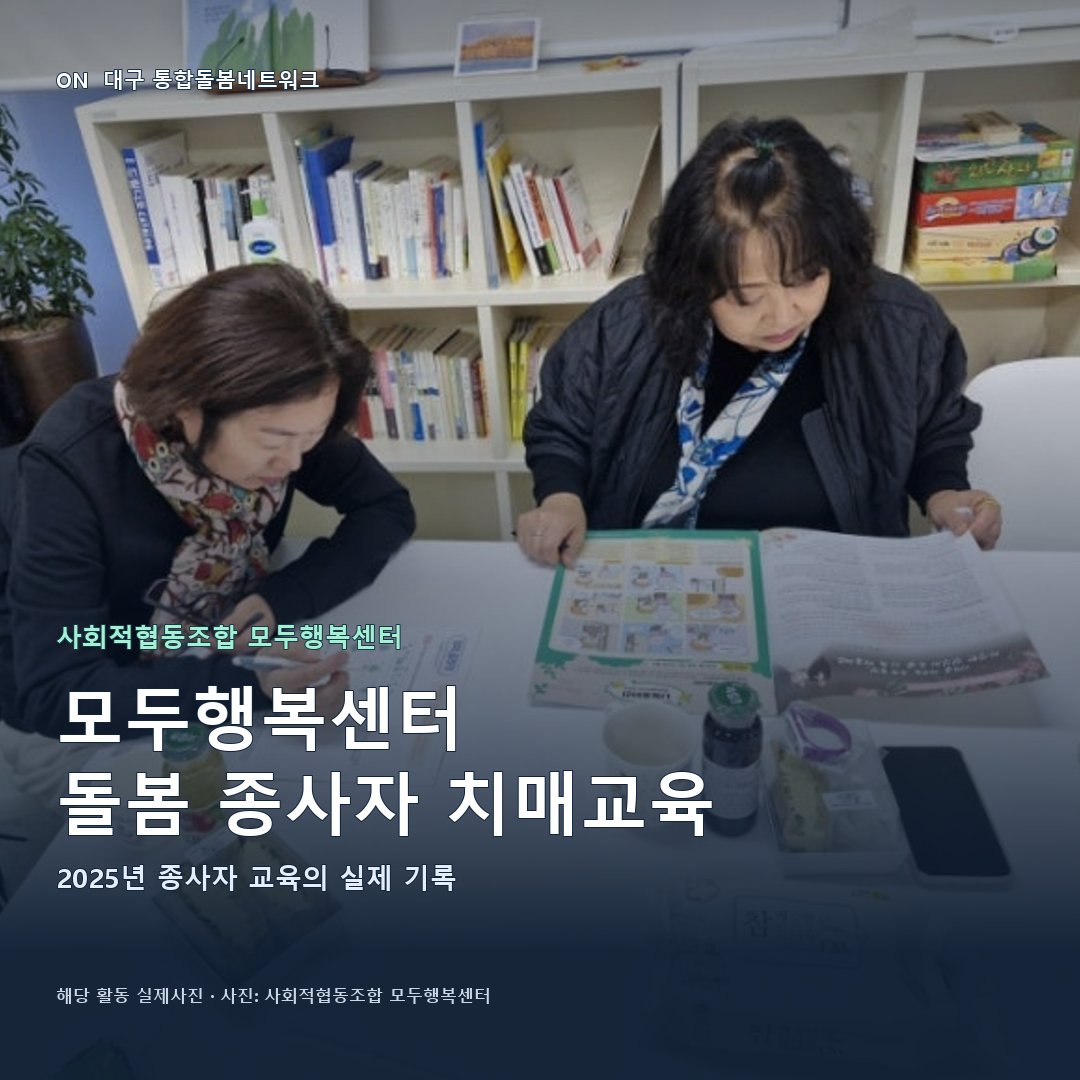 ON 대구 통합돌봄네트워크
사회적협동조합 모두행복센터
모두행복센터
돌봄 종사자 치매교육
2025년 종사자 교육의 실제 기록
해당 활동 실제사진 · 사진: 사회적협동조합 모두행복센터